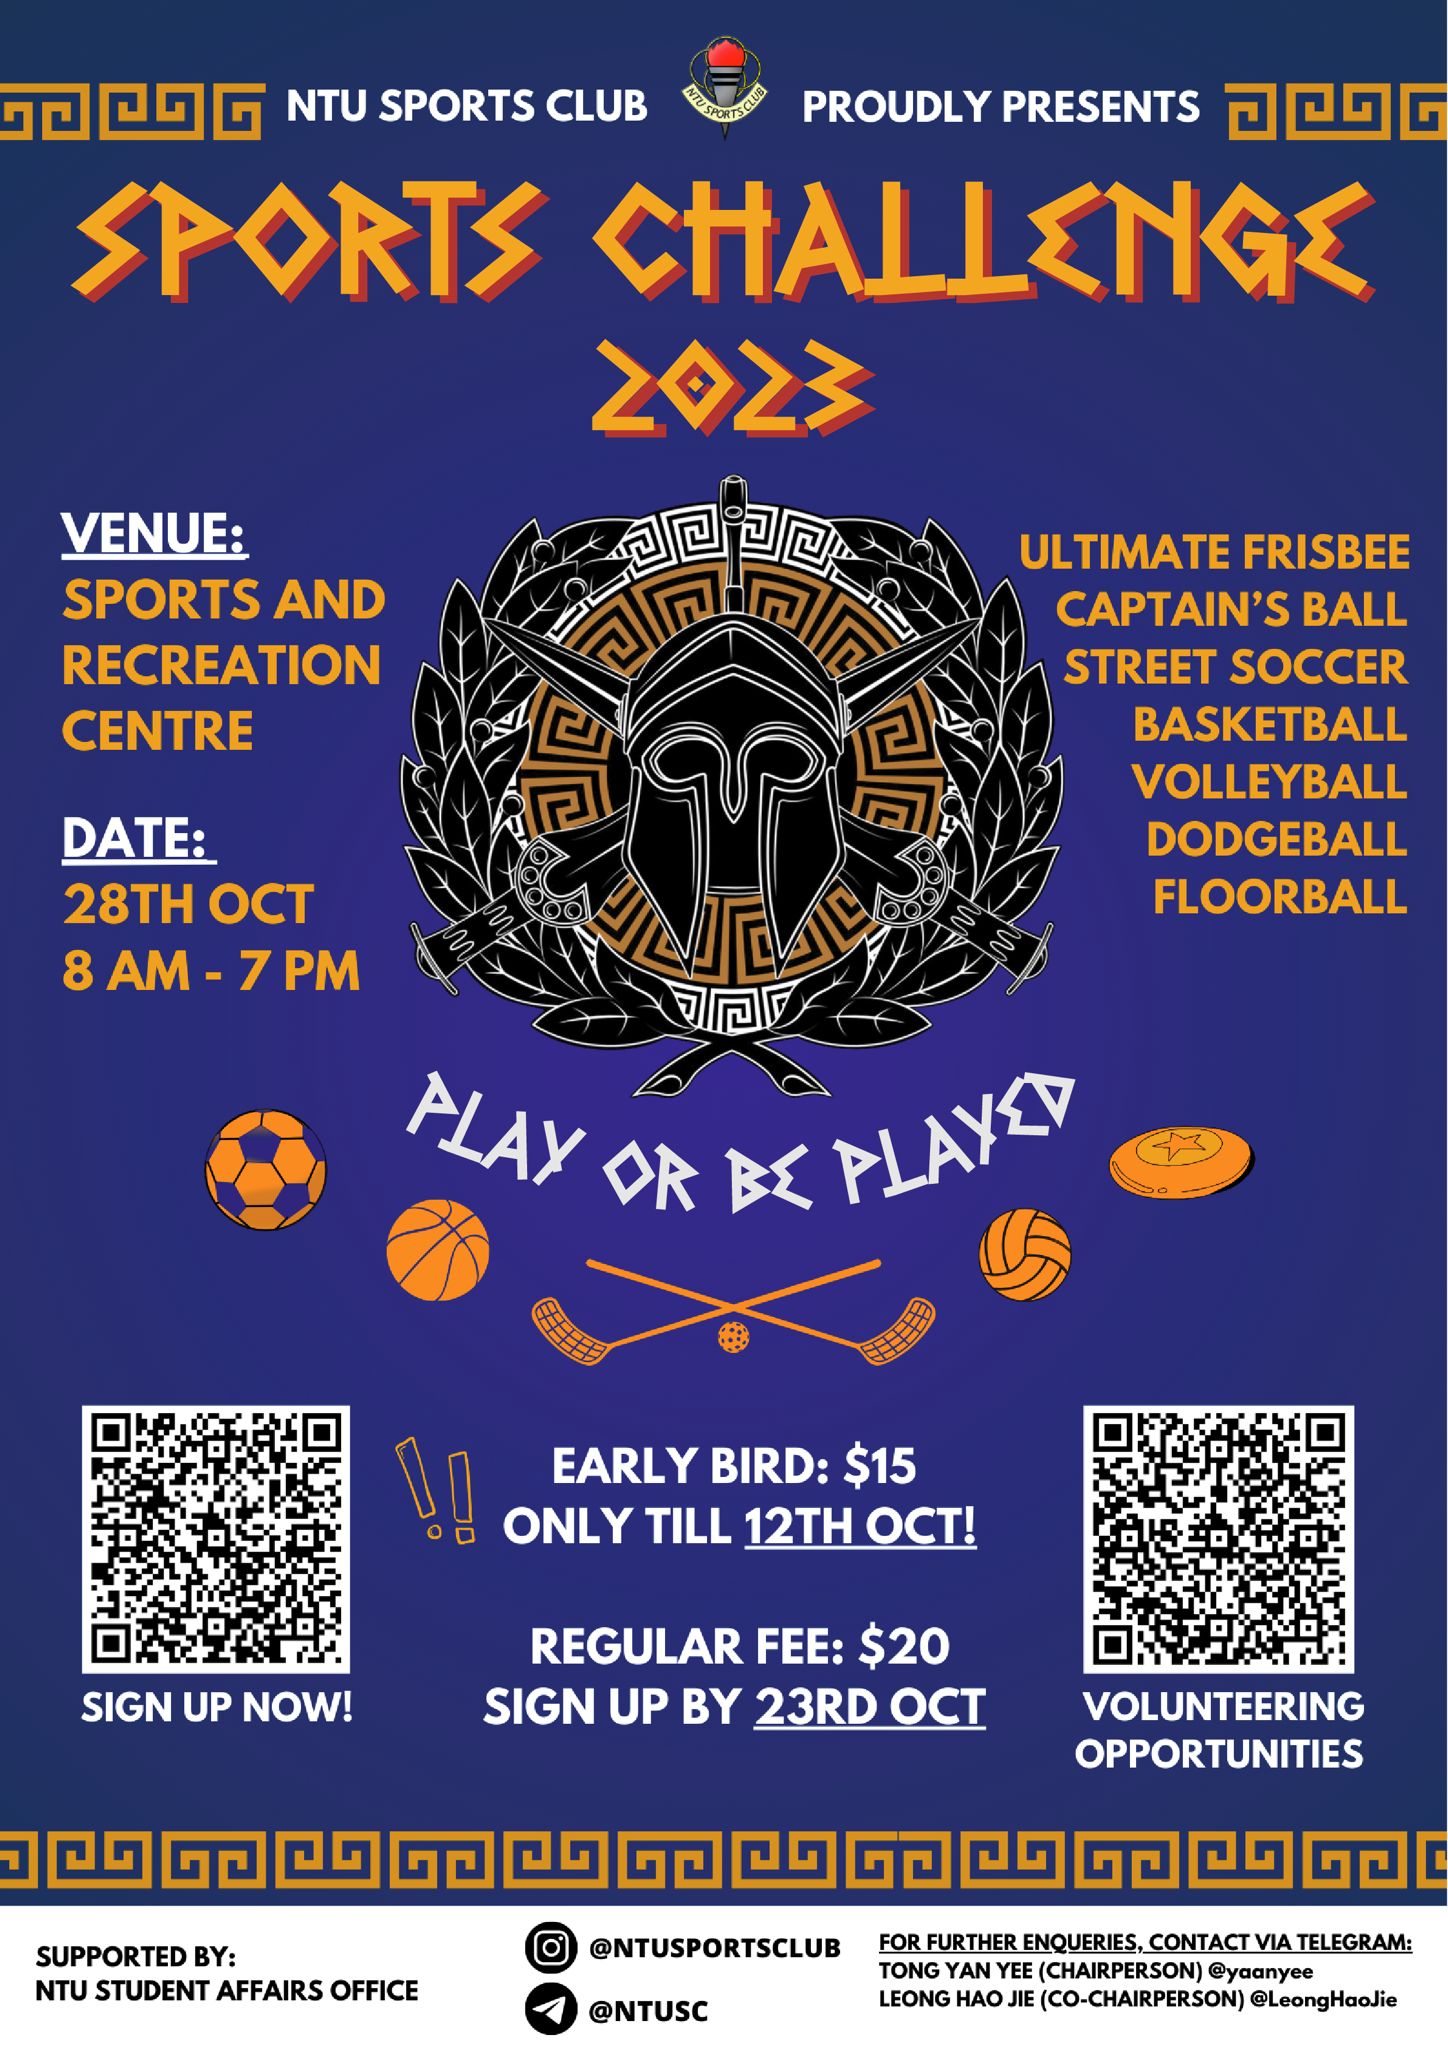 NTU SPORTS CLUB
NTU SPORTS CLUB
PROUDLY PRESENTS
SPORTS CHALLENGE
2023
VENUE:
SPORTS AND
RECREATION
CENTRE
DATE:
28TH OCT
8 AM - 7 PM
ULTIMATE FRISBEE
CAPTAIN'S BALL
STREET SOCCER
BASKETBALL
VOLLEYBALL
DODGEBALL
FLOORBALL
PLAY OR BE PLAYED
EARLY BIRD: $15
ONLY TILL 12TH OCT!
REGULAR FEE: $20
SIGN UP BY 23RD OCT
SIGN UP NOW!
VOLUNTEERING
OPPORTUNITIES
SUPPORTED BY:
NTU STUDENT AFFAIRS OFFICE
@NTUSPORTSCLUB
@NTUSC
FOR FURTHER ENQUERIES, CONTACT VIA TELEGRAM:
TONG YAN YEE (CHAIRPERSON) @yaanyee
LEONG HAO JIE (CO-CHAIRPERSON) @LeongHaoJie